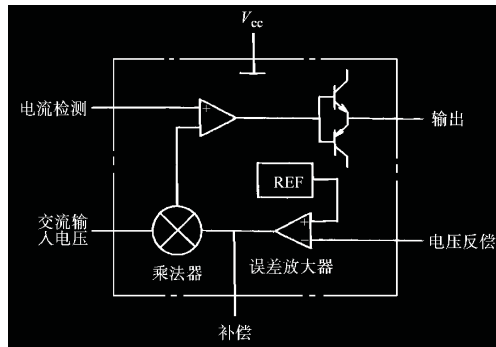 Vcc
电流检测
+
输出
REF
交流输
入电压
+
−
电压反偿
乘法器
误差放大器
补偿